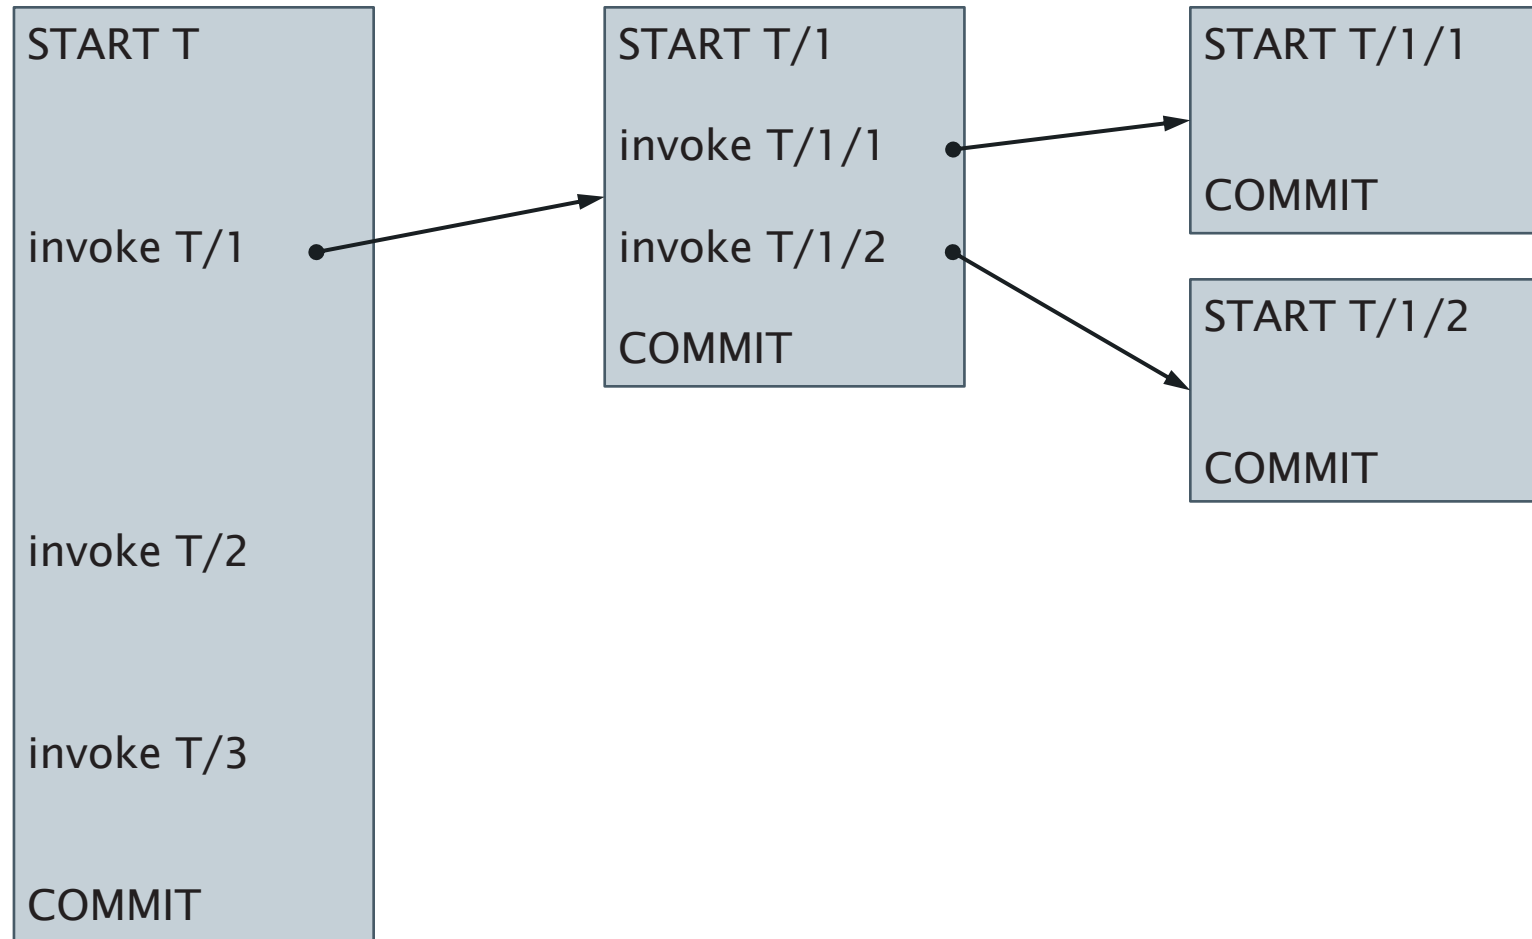 START T
invoke T/1
invoke T/2
invoke T/3
COMMIT
START T/1
invoke T/1/1
invoke T/1/2
COMMIT
START T/1/1
COMMIT
START T/1/2
COMMIT